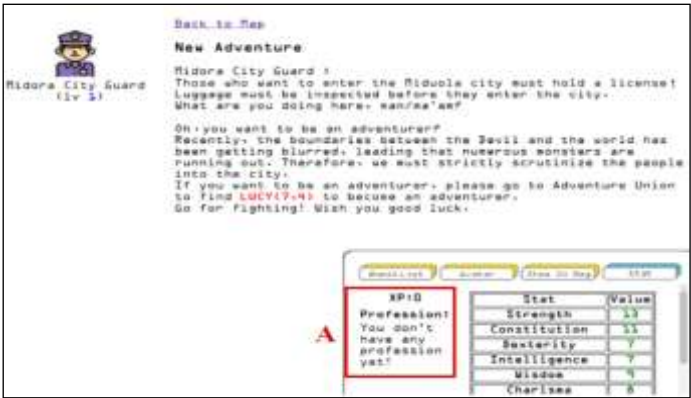 Back to Map
New Adventure
Midora City Guard
(lv 1)
Midora City Guard :
Those who want to enter the Miduola city must hold a license!
Luggage must be inspected before they enter the city.
What are you doing here, man/ma'am?
Oh, you want to be an adventurer?
Recently, the boundaries between the Devil and the world has
been getting blurred, leading that numerous monsters are
running out. Therefore, we must strictly scrutinize the people
into the city.
If you want to be an adventurer, please go to Adventure Union
to find LUCY(7,4) to become an adventurer.
Go for fighting! Wish you good luck.
Stat
A
XP:0
Profession:
You don't
have any
profession
yet!
Stat Value
Strength 13
Constitution 11
Dexterity 7
Intelligence 7
Wisdom 9
Charisma 8